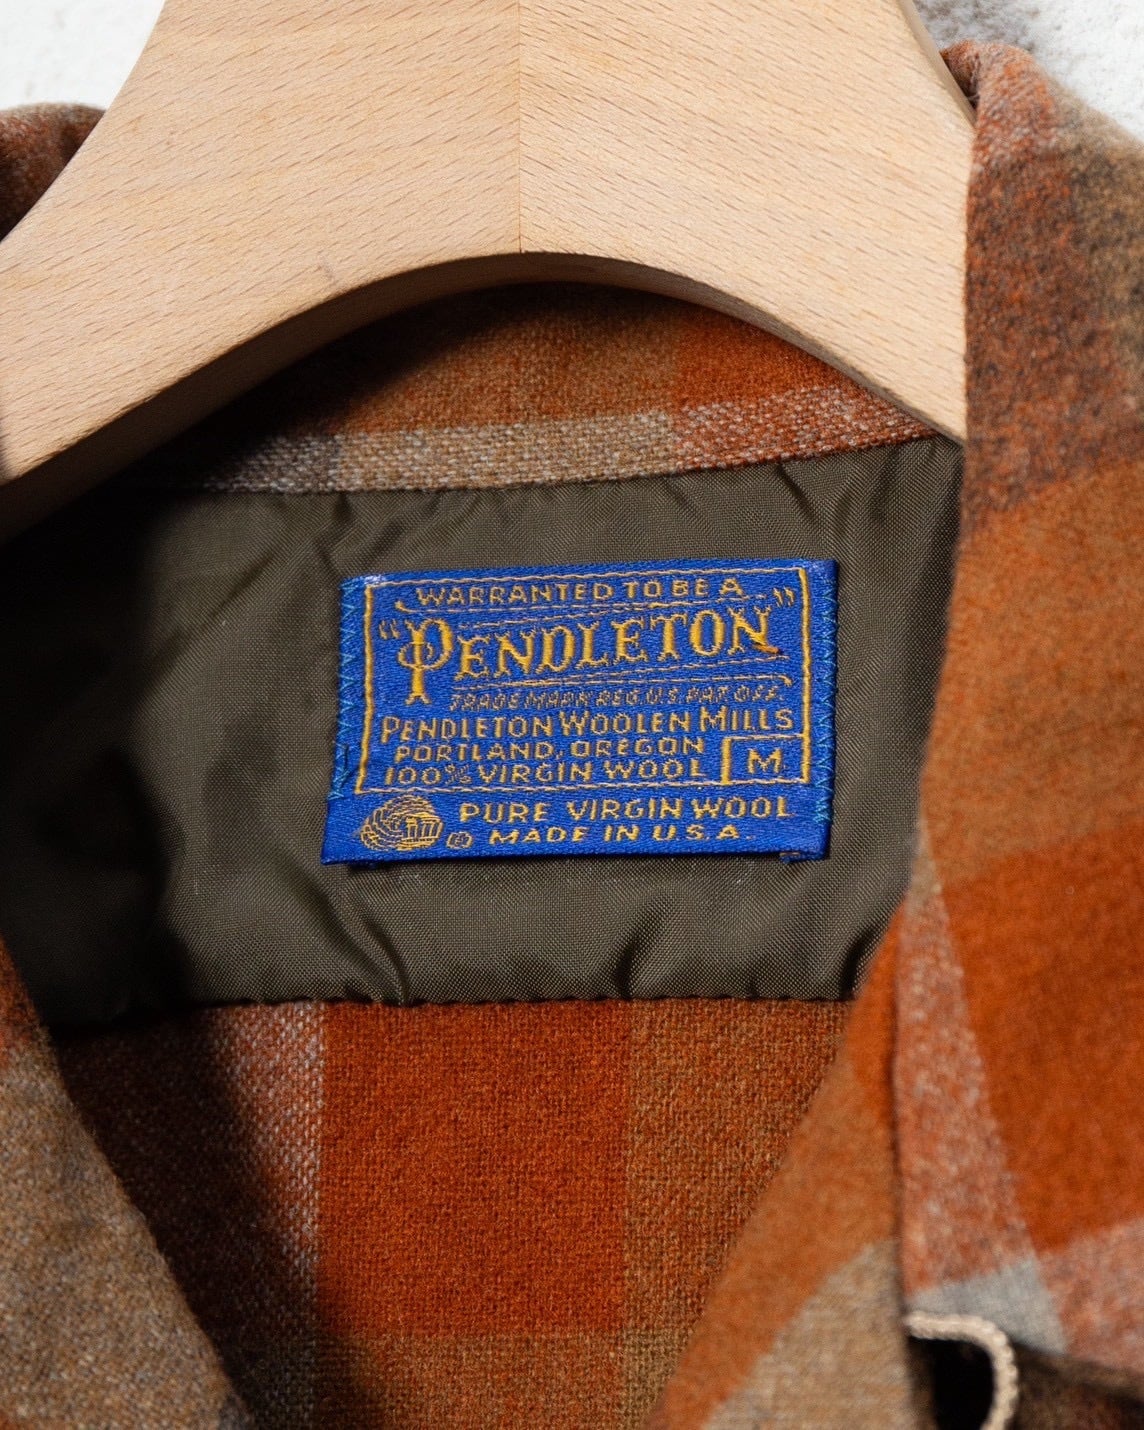 WARRANTED TO BE A
"PENDLETON"
TRADE MARK REG. U.S. PAT. OFF.
PENDLETON WOOLEN MILLS
PORTLAND, OREGON
100% VIRGIN WOOL M
PURE VIRGIN WOOL
MADE IN U.S.A.